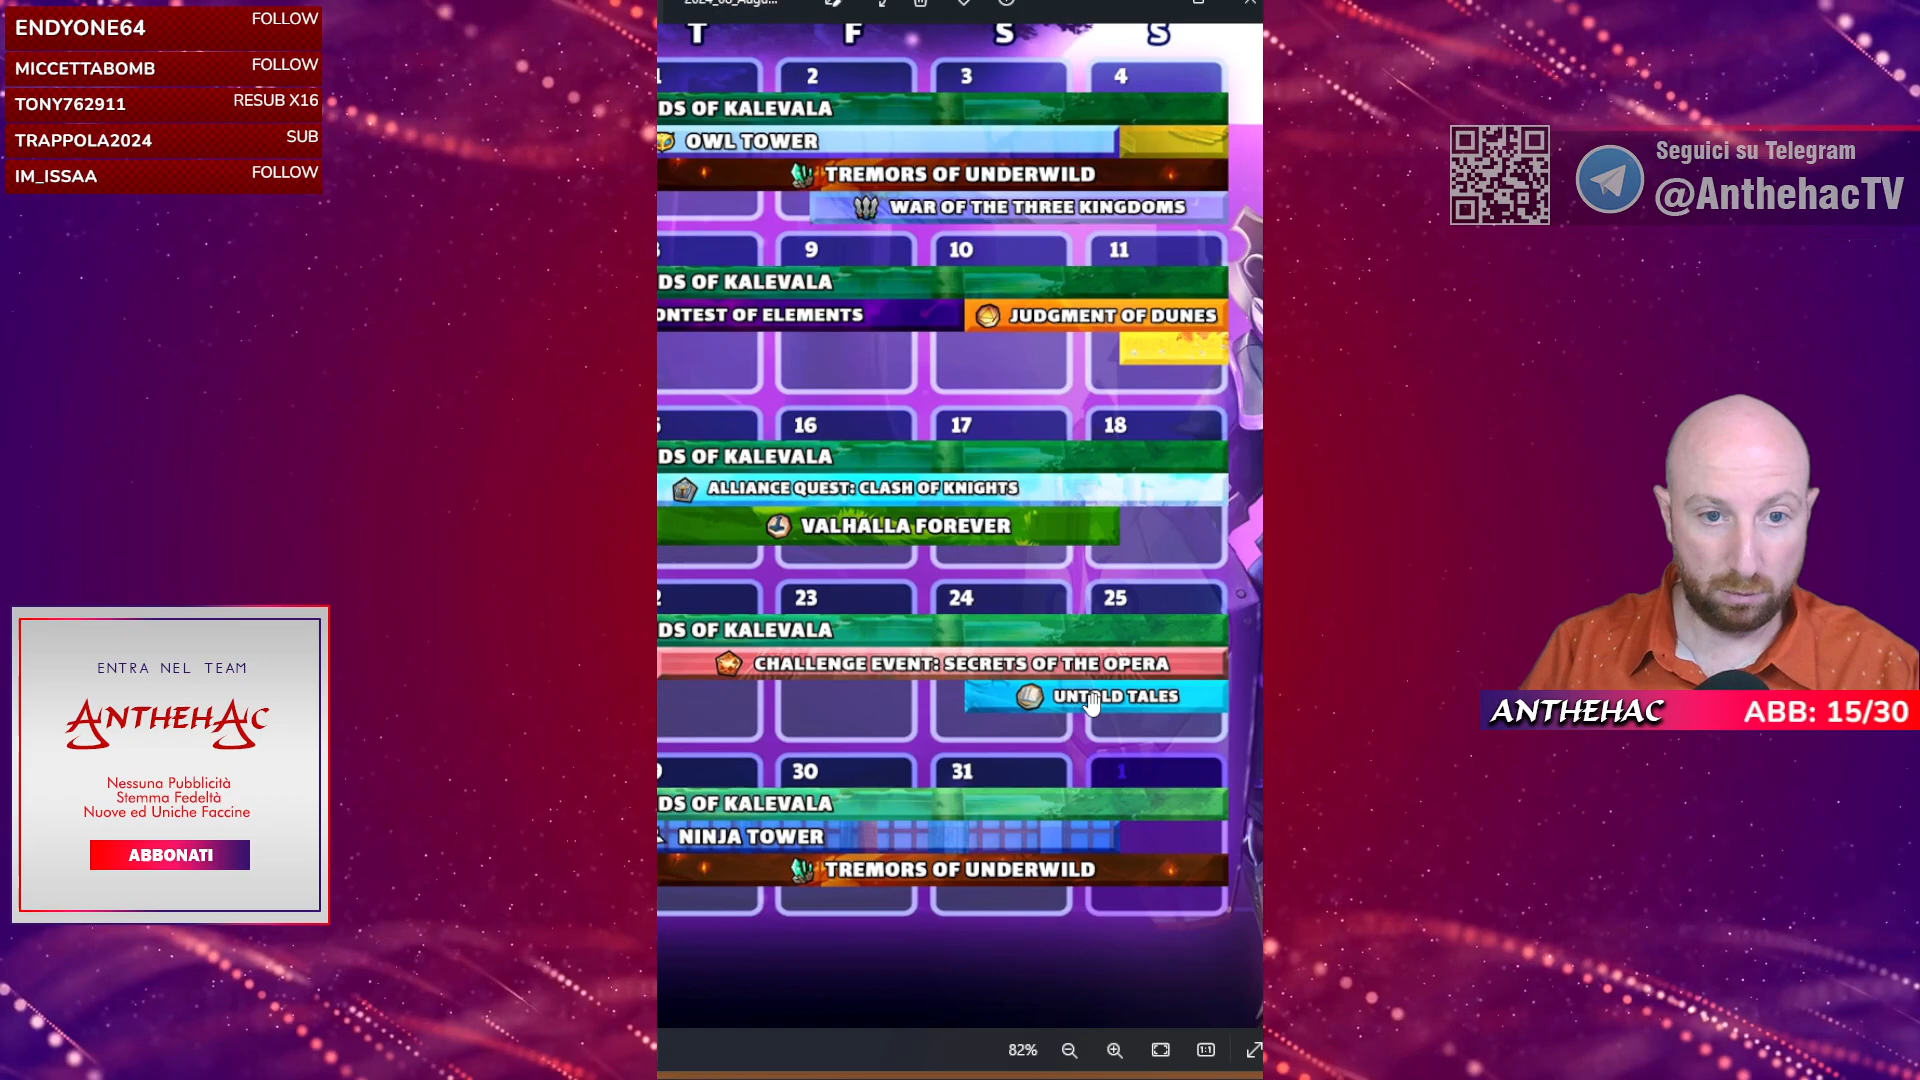 ENDYONE64 FOLLOW
MICCETTABOMB FOLLOW
TONY762911 RESUB X16
TRAPPOLA2024 SUB
IM_ISSAA FOLLOW
T F S S
2 3 4
DS OF KALEVALA
OWL TOWER
TREMORS OF UNDERWILD
WAR OF THE THREE KINGDOMS
9 10 11
DS OF KALEVALA
ONTEST OF ELEMENTS
JUDGMENT OF DUNES
16 17 18
DS OF KALEVALA
ALLIANCE QUEST: CLASH OF KNIGHTS
VALHALLA FOREVER
23 24 25
DS OF KALEVALA
CHALLENGE EVENT: SECRETS OF THE OPERA
UNTOLD TALES
30 31 1
DS OF KALEVALA
NINJA TOWER
TREMORS OF UNDERWILD
82%
1:1
Seguici su Telegram
@AnthehacTV
ENTRA NEL TEAM
ANTHEHAC
Nessuna Pubblicità
Stemma Fedeltà
Nuove ed Uniche Faccine
ABBONATI
ANTHEHAC ABB: 15/30